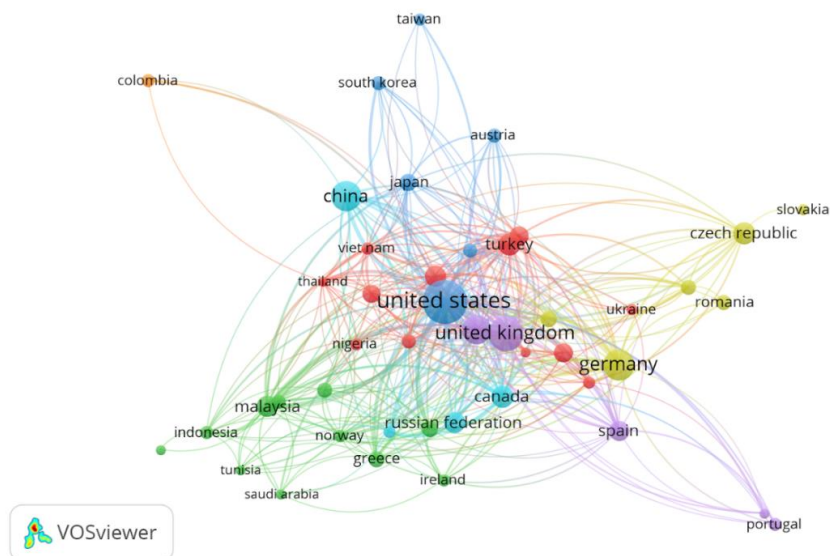 taiwan
colombia
south korea
austria
japan
china
slovakia
czech republic
turkey
viet nam
thailand
united states
romania
ukraine
united kingdom
nigeria
germany
canada
malaysia
russian federation
spain
indonesia
norway
greece
tunisia
ireland
saudi arabia
portugal
VOSviewer